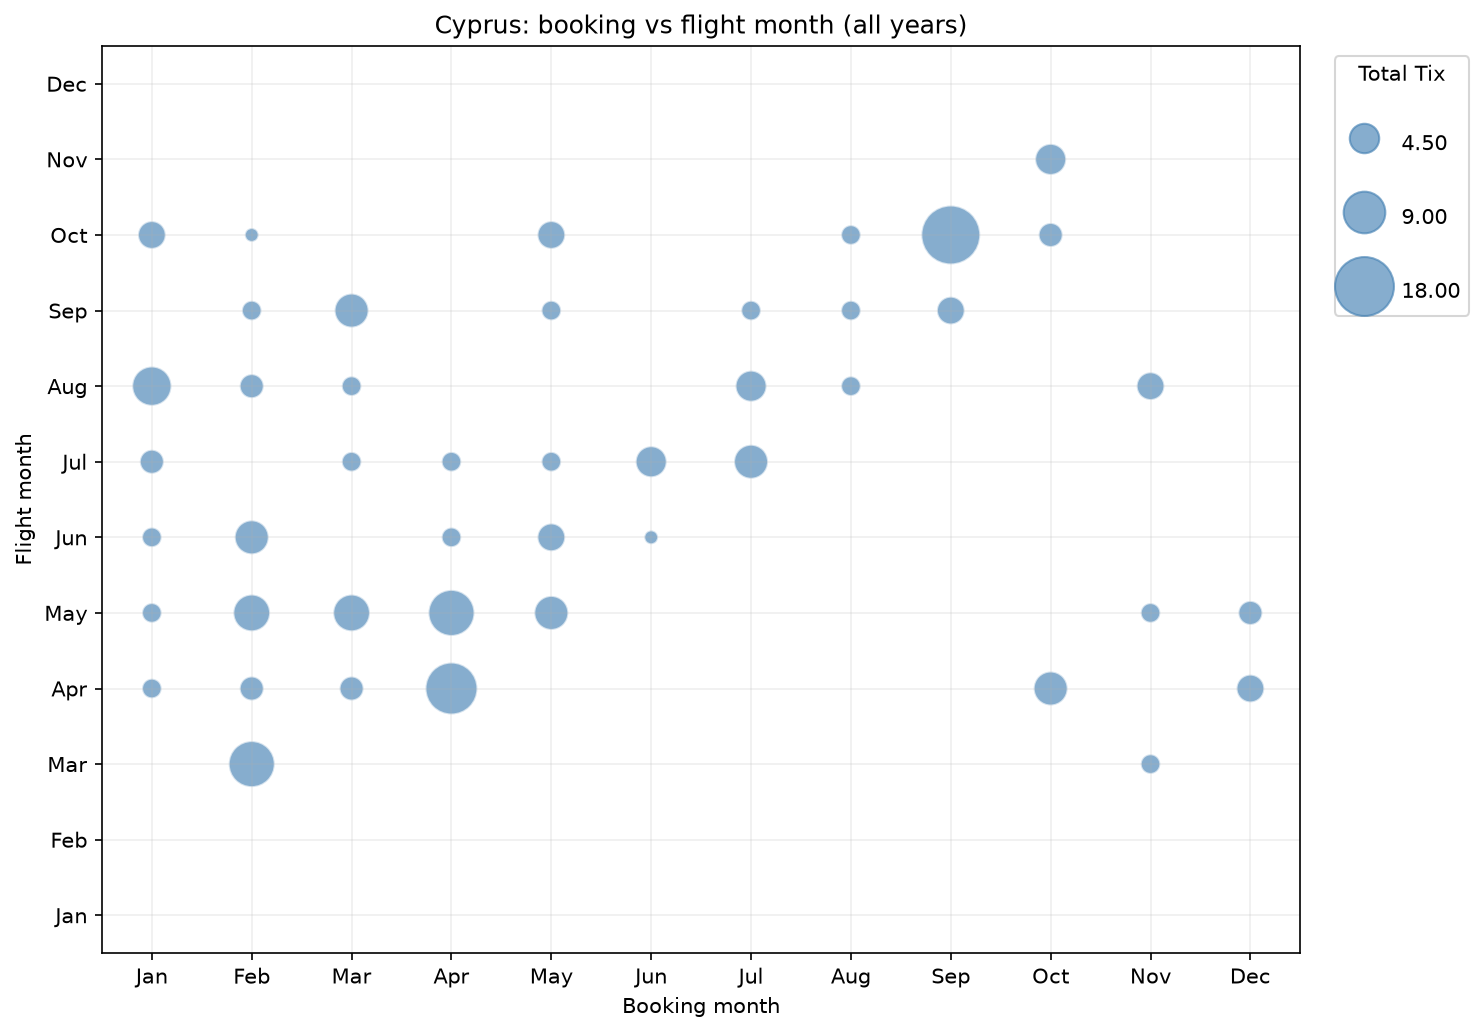 Cyprus: booking vs flight month (all years)
Total Tix
4.50
9.00
18.00
Flight month
Dec
Nov
Oct
Sep
Aug
Jul
Jun
May
Apr
Mar
Feb
Jan
Jan Feb Mar Apr May Jun Jul Aug Sep Oct Nov Dec
Booking month